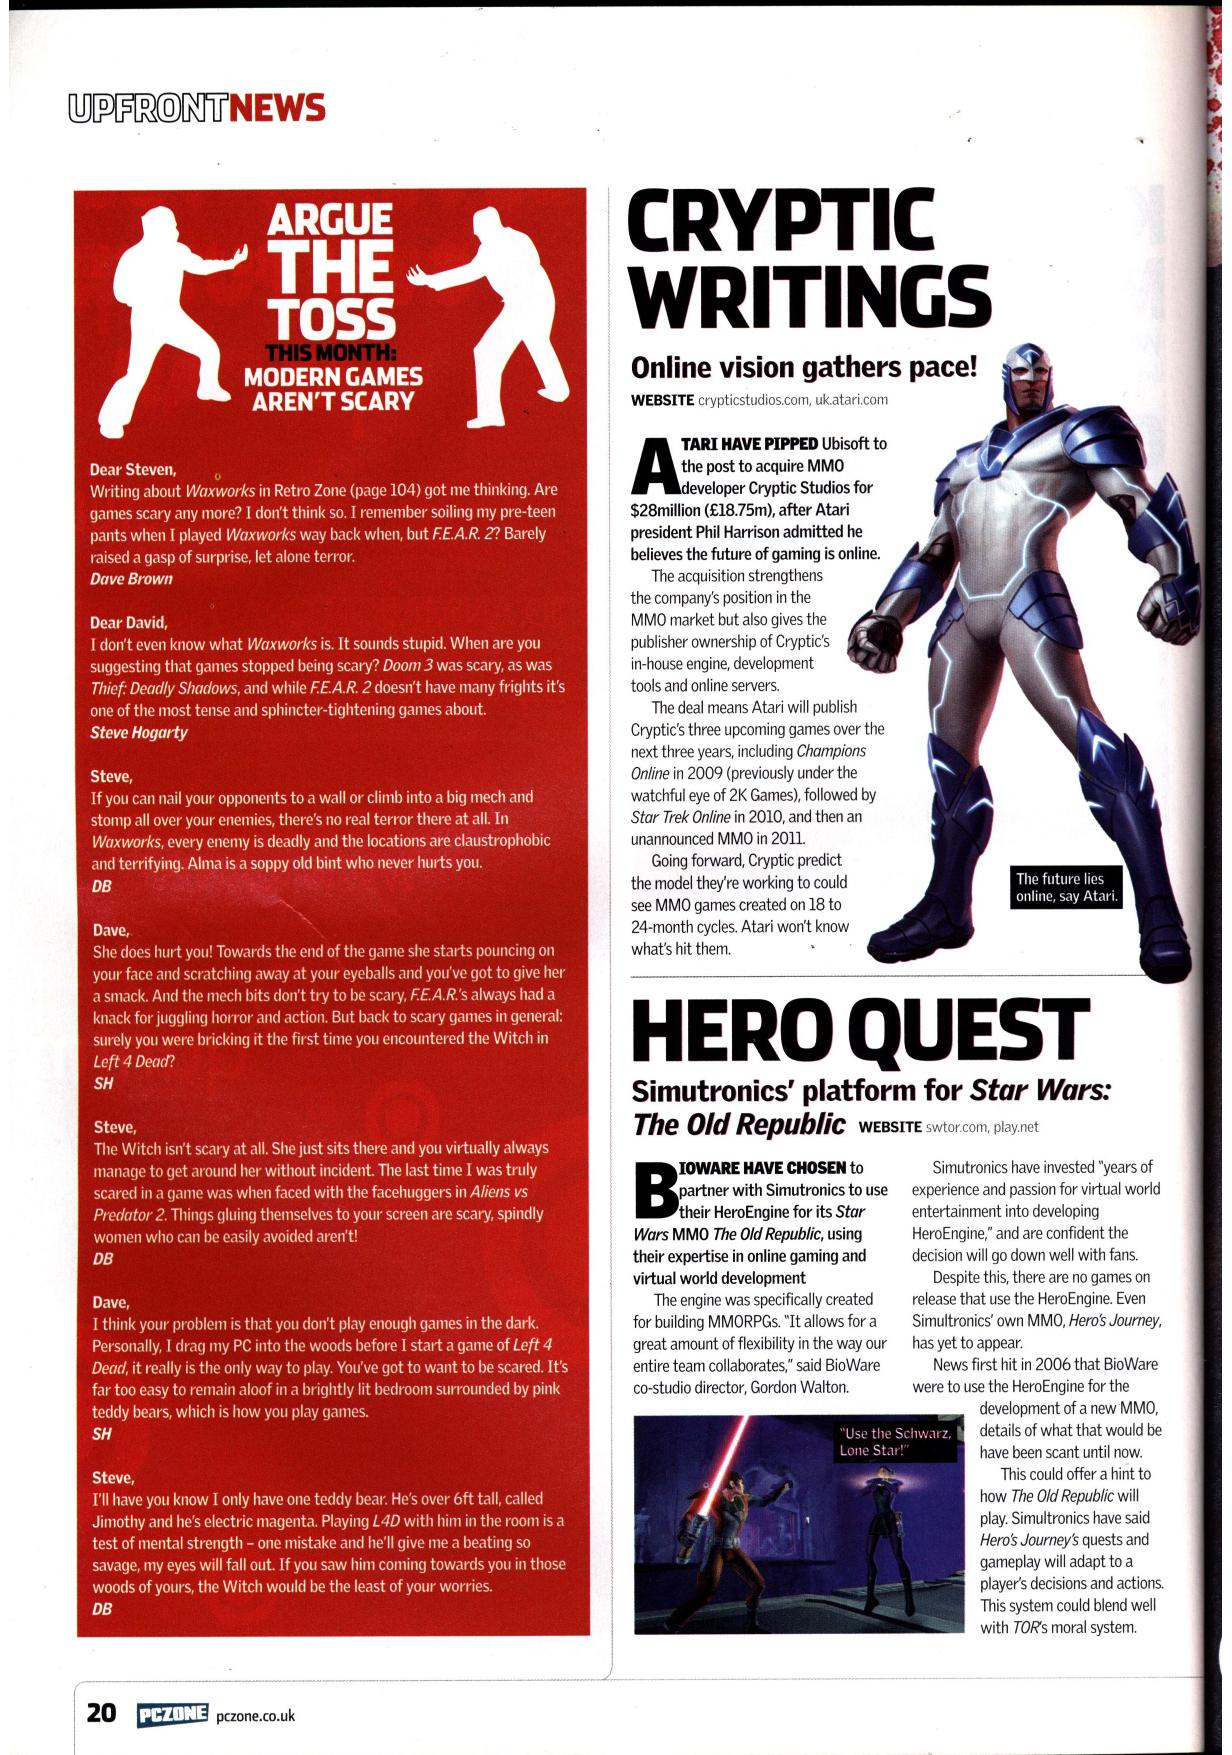 UPFRONTNEWS
ARGUE
THE
TOSS
THIS MONTH:
MODERN GAMES
AREN'T SCARY
Dear Steven,
Writing about Waxworks in Retro Zone (page 104) got me thinking. Are
games scary any more? I don't think so. I remember soiling my pre-teen
pants when I played Waxworks way back when, but F.E.A.R. 2? Barely
raised a gasp of surprise, let alone terror.
Dave Brown
Dear David,
I don't even know what Waxworks is. It sounds stupid. When are you
suggesting that games stopped being scary? Doom 3 was scary, as was
Thief: Deadly Shadows, and while F.E.A.R. 2 doesn't have many frights it's
one of the most tense and sphincter-tightening games about.
Steve Hogarty
Steve,
If you can nail your opponents to a wall or climb into a big mech and
stomp all over your enemies, there's no real terror there at all. In
Waxworks, every enemy is deadly and the locations are claustrophobic
and terrifying. Alma is a soppy old bint who never hurts you.
DB
Dave,
She does hurt you! Towards the end of the game she starts pouncing on
your face and scratching away at your eyeballs and you've got to give her
a smack. And the mech bits don't try to be scary, F.E.A.R.'s always had a
knack for juggling horror and action. But back to scary games in general:
surely you were bricking it the first time you encountered the Witch in
Left 4 Dead?
SH
Steve,
The Witch isn't scary at all. She just sits there and you virtually always
manage to get around her without incident. The last time I was truly
scared in a game was when faced with the facehuggers in Aliens vs
Predator 2. Things gluing themselves to your screen are scary, spindly
women who can be easily avoided aren't!
DB
Dave,
I think your problem is that you don't play enough games in the dark.
Personally, I drag my PC into the woods before I start a game of Left 4
Dead, it really is the only way to play. You've got to want to be scared. It's
far too easy to remain aloof in a brightly lit bedroom surrounded by pink
teddy bears, which is how you play games.
SH
Steve,
I'll have you know I only have one teddy bear. He's over 6ft tall, called
Jimothy and he's electric magenta. Playing L4D with him in the room is a
test of mental strength – one mistake and he'll give me a beating so
savage, my eyes will fall out. If you saw him coming towards you in those
woods of yours, the Witch would be the least of your worries.
DB
CRYPTIC
WRITINGS
Online vision gathers pace!
WEBSITE crypticstudios.com, uk.atari.com
ATARI HAVE PIPPED Ubisoft to
the post to acquire MMO
developer Cryptic Studios for
$28million (£18.75m), after Atari
president Phil Harrison admitted he
believes the future of gaming is online.
The acquisition strengthens
the company's position in the
MMO market but also gives the
publisher ownership of Cryptic's
in-house engine, development
tools and online servers.
The deal means Atari will publish
Cryptic's three upcoming games over the
next three years, including Champions
Online in 2009 (previously under the
watchful eye of 2K Games), followed by
Star Trek Online in 2010, and then an
unannounced MMO in 2011.
Going forward, Cryptic predict
the model they're working to could
see MMO games created on 18 to
24-month cycles. Atari won't know
what's hit them.
The future lies
online, say Atari.
HERO QUEST
Simutronics' platform for Star Wars:
The Old Republic WEBSITE swtor.com, play.net
BIOWARE HAVE CHOSEN to
partner with Simutronics to use
their HeroEngine for its Star
Wars MMO The Old Republic, using
their expertise in online gaming and
virtual world development
The engine was specifically created
for building MMORPGs. "It allows for a
great amount of flexibility in the way our
entire team collaborates," said BioWare
co-studio director, Gordon Walton.
Simutronics have invested "years of
experience and passion for virtual world
entertainment into developing
HeroEngine," and are confident the
decision will go down well with fans.
Despite this, there are no games on
release that use the HeroEngine. Even
Simultronics' own MMO, Hero's Journey,
has yet to appear.
News first hit in 2006 that BioWare
were to use the HeroEngine for the
development of a new MMO,
details of what that would be
have been scant until now.
This could offer a hint to
how The Old Republic will
play. Simultronics have said
Hero's Journey's quests and
gameplay will adapt to a
player's decisions and actions.
This system could blend well
with TOR's moral system.
"Use the Schwarz,
Lone Star!"
20 PCZONE pczone.co.uk